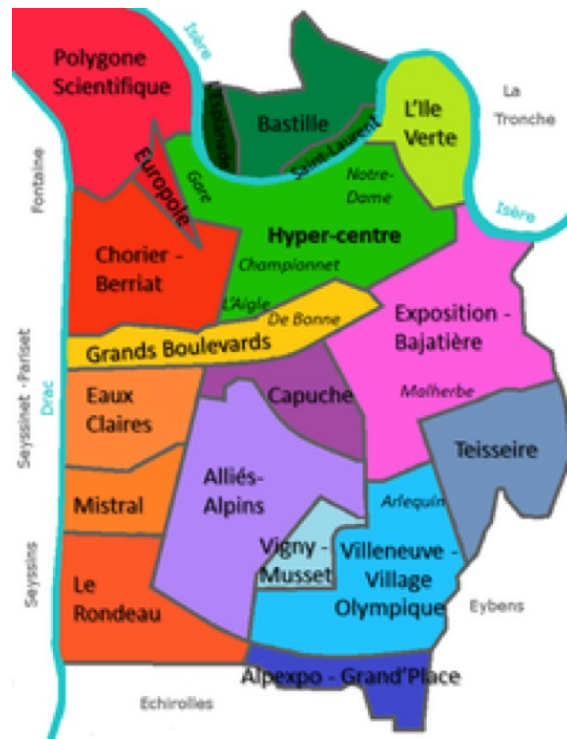 Polygone
Scientifique
Isère
L'Esplanade
Bastille
Saint-Laurent
L'Ile
Verte
La
Tronche
Fontaine
Europole
Gare
Notre-
Dame
Isère
Hyper-centre
Chorier -
Berriat
Championnet
L'Aigle
De Bonne
Grands Boulevards
Exposition -
Bajatière
Malherbe
Seyssinet - Pariset
Drac
Eaux
Claires
Capuche
Teisseire
Alliés-
Alpins
Mistral
Arlequin
Vigny -
Musset
Villeneuve -
Village
Olympique
Seyssins
Le
Rondeau
Eybens
Alpexpo - Grand'Place
Echirolles